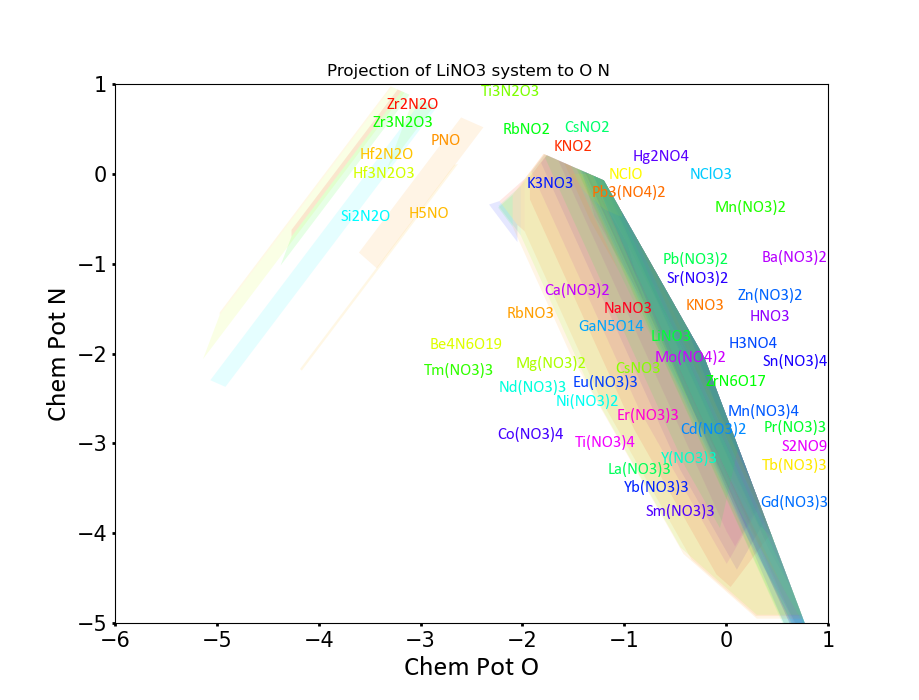 Projection of LiNO3 system to O N
Ti3N2O3
Zr2N2O
Zr3N2O3
RbNO2
CsNO2
PNO
KNO2
Hf2N2O
Hg2NO4
Hf3N2O3
NClO
NClO3
K3NO3
Mn(NO3)2
Si2N2O
H5NO
Pb(NO3)2
Ba(NO3)2
Sr(NO3)2
Ca(NO3)2
Zn(NO3)2
RbNO3
NaNO3
KNO3
HNO3
GaN5O14
LiNO3
Be4N6O19
H3NO4
Mo(NO4)2
Sn(NO3)4
Tm(NO3)3
Mg(NO3)2
CsNO3
Nd(NO3)3
Eu(NO3)3
ZrN6O17
Ni(NO3)2
Er(NO3)3
Mn(NO3)4
Co(NO3)4
Ti(NO3)4
Cd(NO3)2
Pr(NO3)3
S2NO9
Y(NO3)3
Tb(NO3)3
La(NO3)3
Yb(NO3)3
Sm(NO3)3
Gd(NO3)3
1
0
−1
−2
−3
−4
−5
Chem Pot N
−6 −5 −4 −3 −2 −1 0 1
Chem Pot O